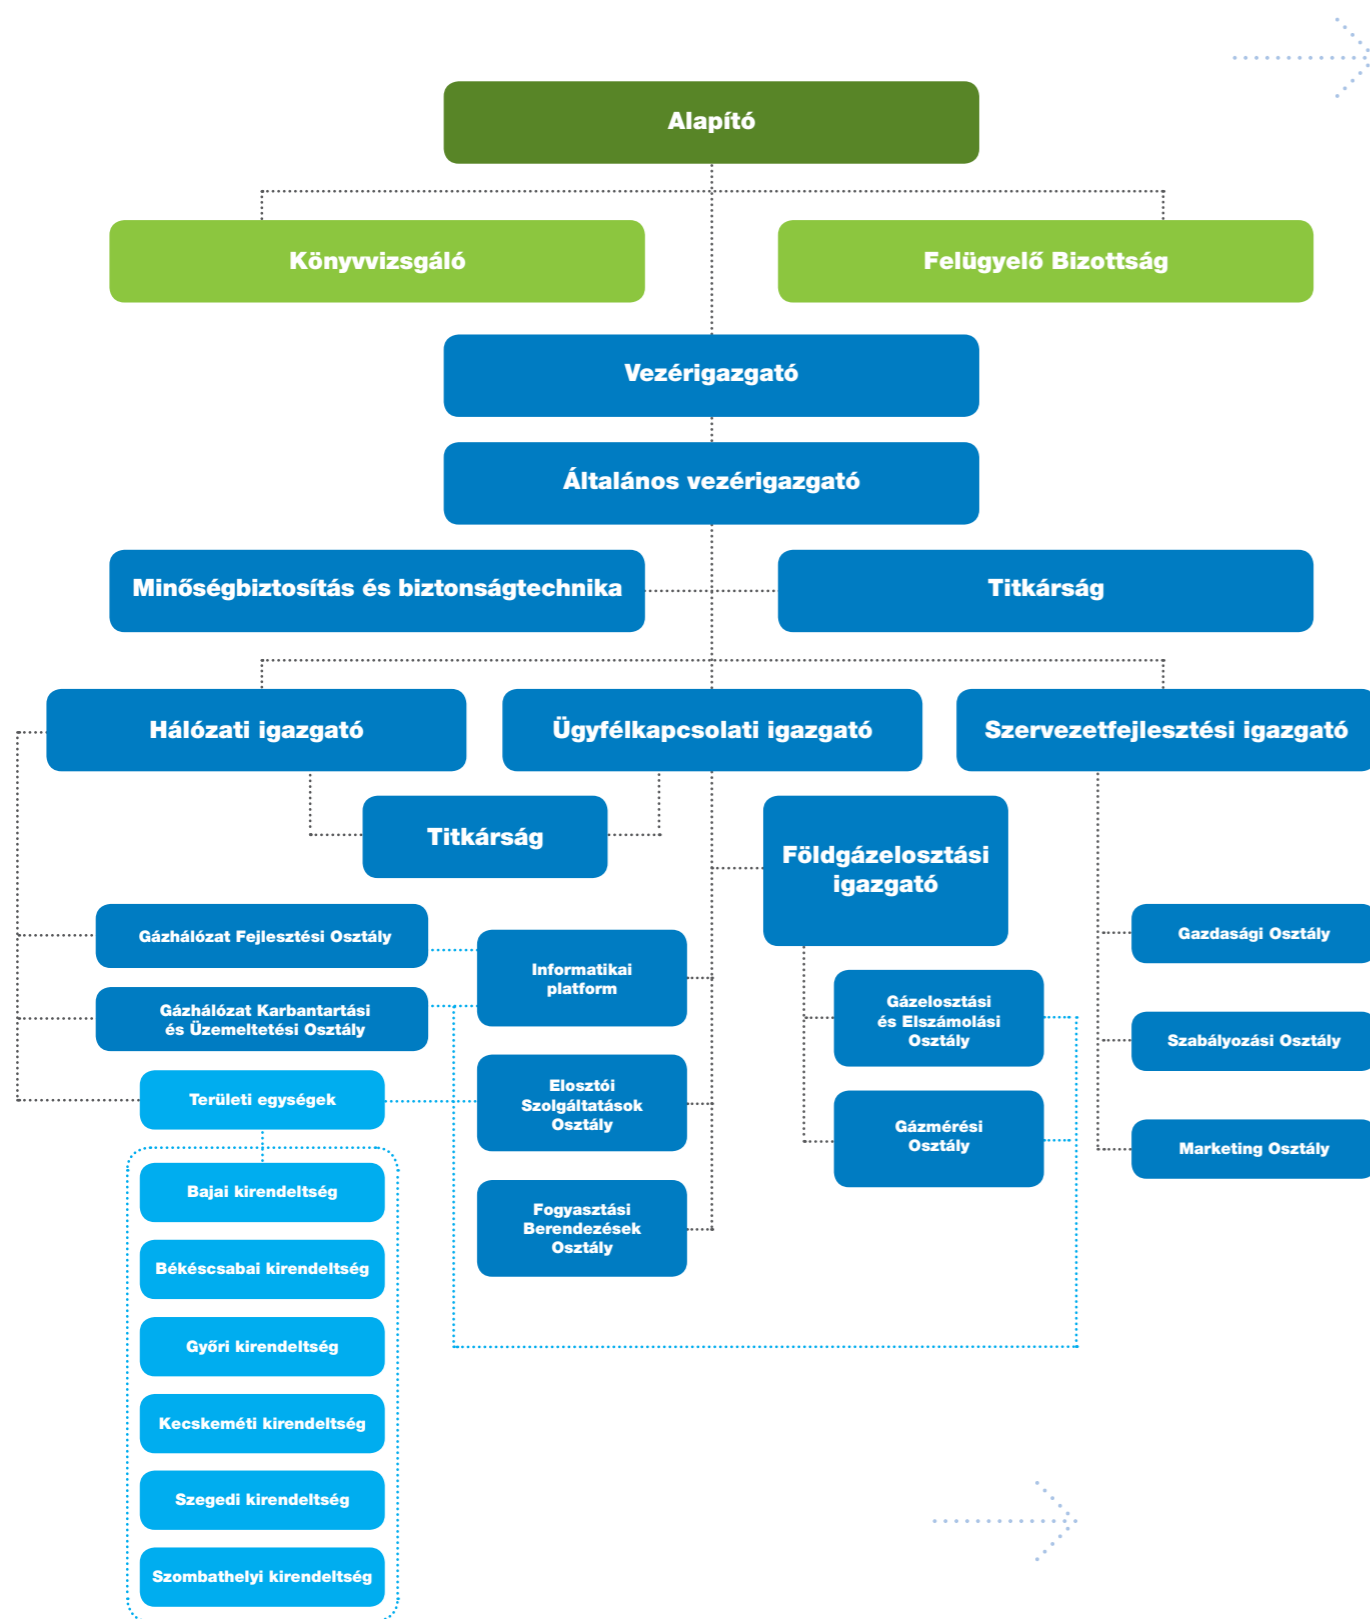 Alapító
Könyvvizsgáló
Felügyelő Bizottság
Vezérigazgató
Általános vezérigazgató
Minőségbiztosítás és biztonságtechnika
Titkárság
Hálózati igazgató
Ügyfélkapcsolati igazgató
Szervezetfejlesztési igazgató
Titkárság
Földgázelosztási
igazgató
Gázhálózat Fejlesztési Osztály
Gázhálózat Karbantartási
és Üzemeltetési Osztály
Területi egységek
Bajai kirendeltség
Békéscsabai kirendeltség
Győri kirendeltség
Kecskeméti kirendeltség
Szegedi kirendeltség
Szombathelyi kirendeltség
Informatikai
platform
Elosztói
Szolgáltatások
Osztály
Fogyasztási
Berendezések
Osztály
Gázelosztási
és Elszámolási
Osztály
Gázmérési
Osztály
Gazdasági Osztály
Szabályozási Osztály
Marketing Osztály